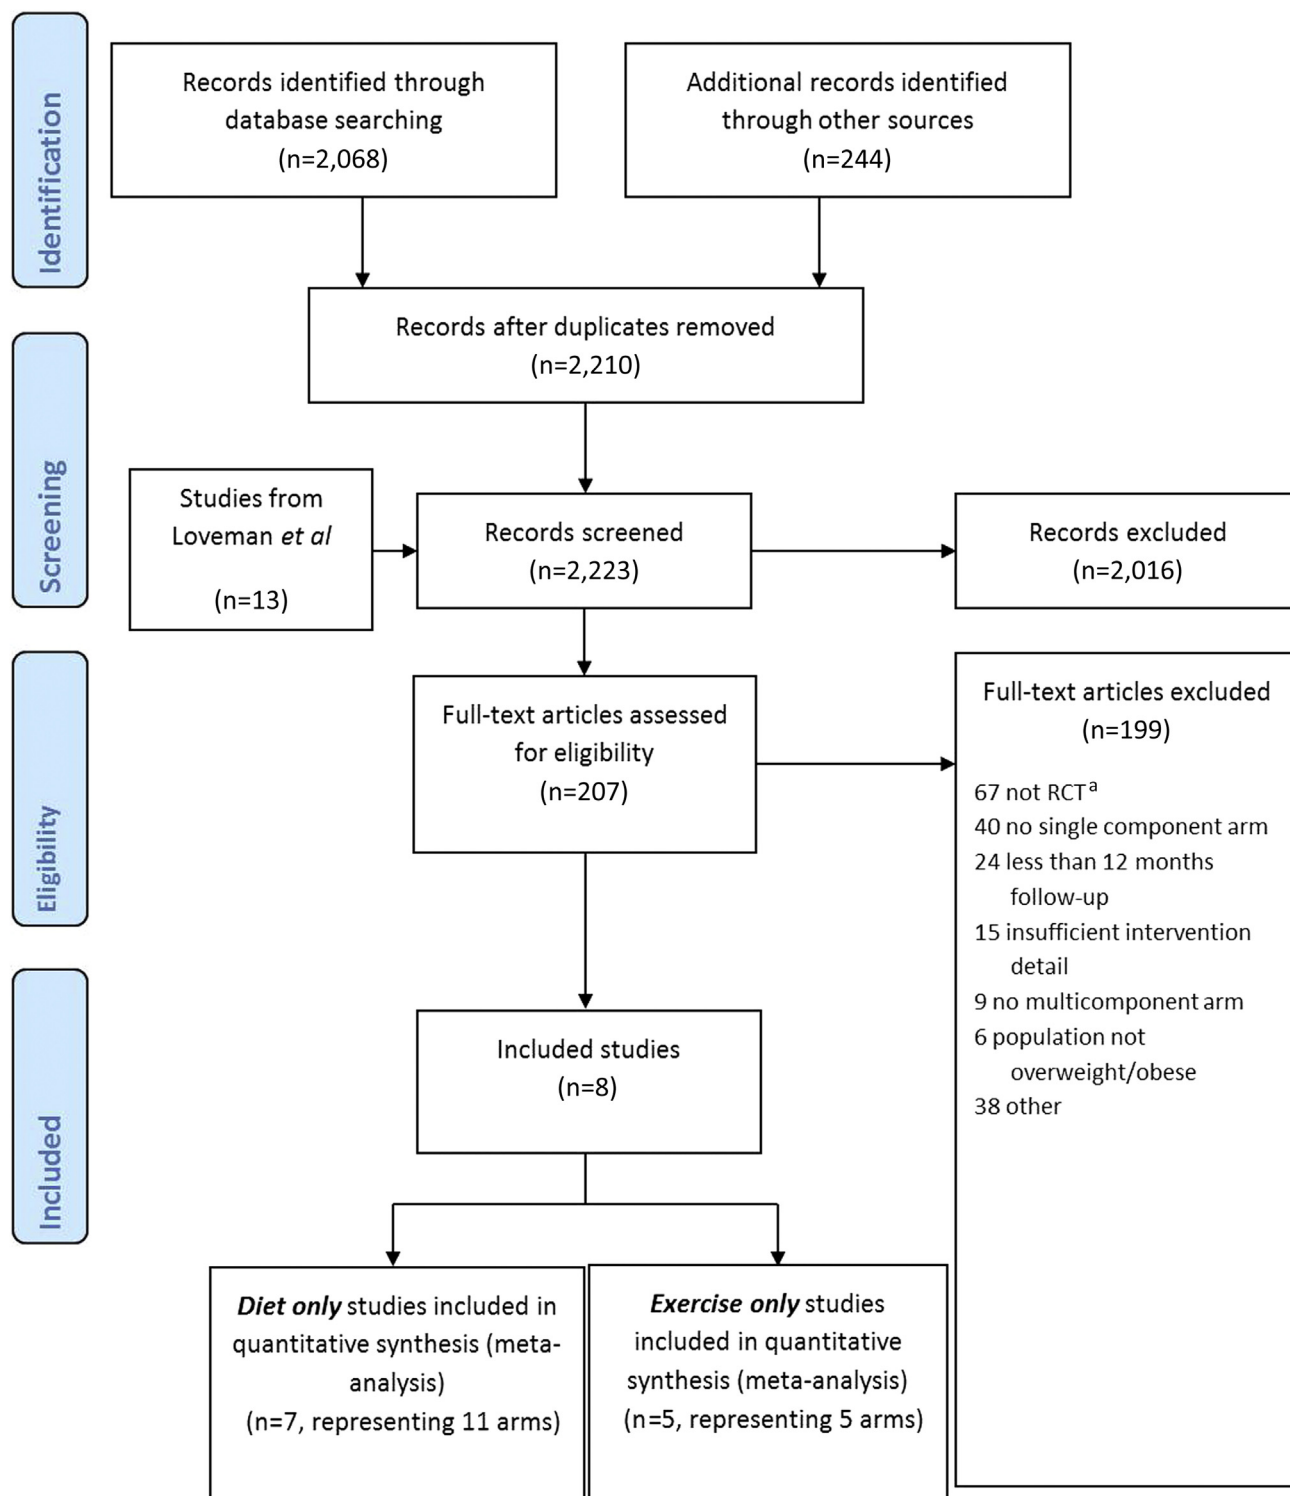 Identification
Records identified through
database searching
(n=2,068)
Additional records identified
through other sources
(n=244)
Records after duplicates removed
(n=2,210)
Screening
Studies from
Loveman et al
(n=13)
Records screened
(n=2,223)
Records excluded
(n=2,016)
Eligibility
Full-text articles assessed
for eligibility
(n=207)
Full-text articles excluded
(n=199)
67 not RCTa
40 no single component arm
24 less than 12 months
follow-up
15 insufficient intervention
detail
9 no multicomponent arm
6 population not
overweight/obese
38 other
Included
Included studies
(n=8)
Diet only studies included in
quantitative synthesis (meta-
analysis)
(n=7, representing 11 arms)
Exercise only studies
included in quantitative
synthesis (meta-analysis)
(n=5, representing 5 arms)